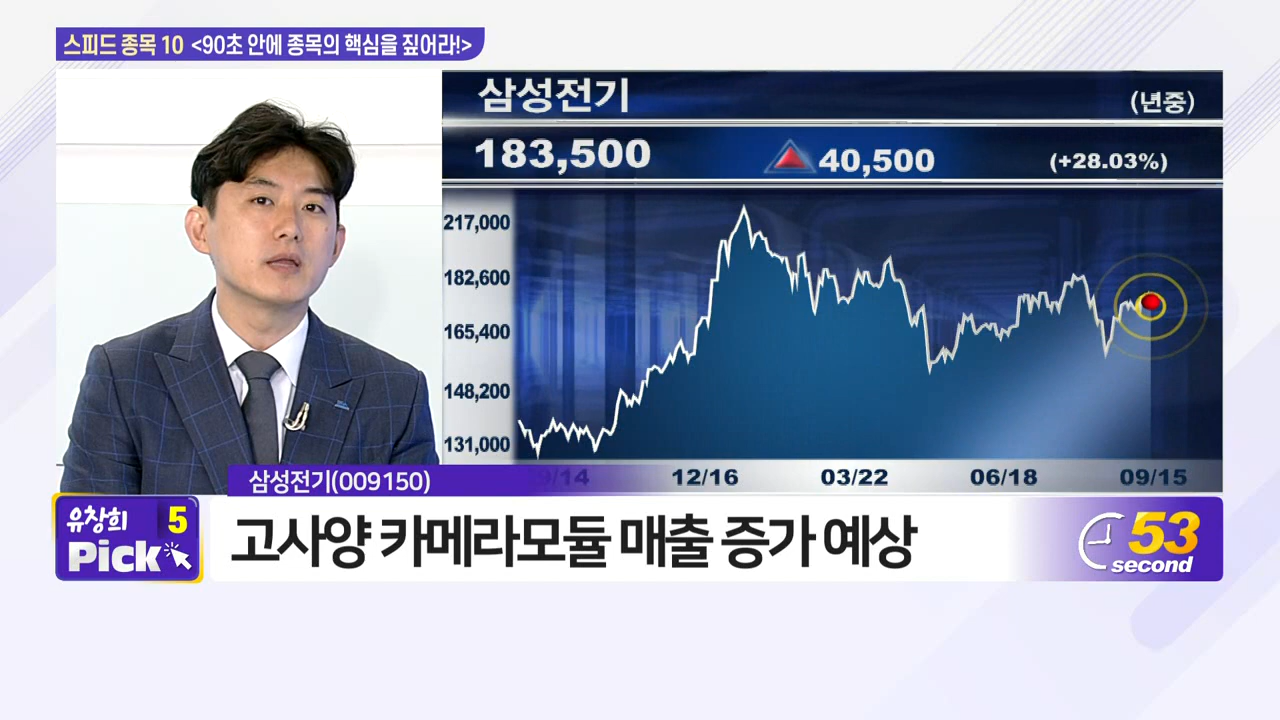 스피드 종목 10 <90초 안에 종목의 핵심을 짚어라!>
삼성전기 (년중)
183,500 ▲ 40,500 (+28.03%)
217,000
182,600
165,400
148,200
131,000
9/14 12/16 03/22 06/18 09/15
삼성전기(009150)
유창희 5
Pick
고사양 카메라모듈 매출 증가 예상
53
second